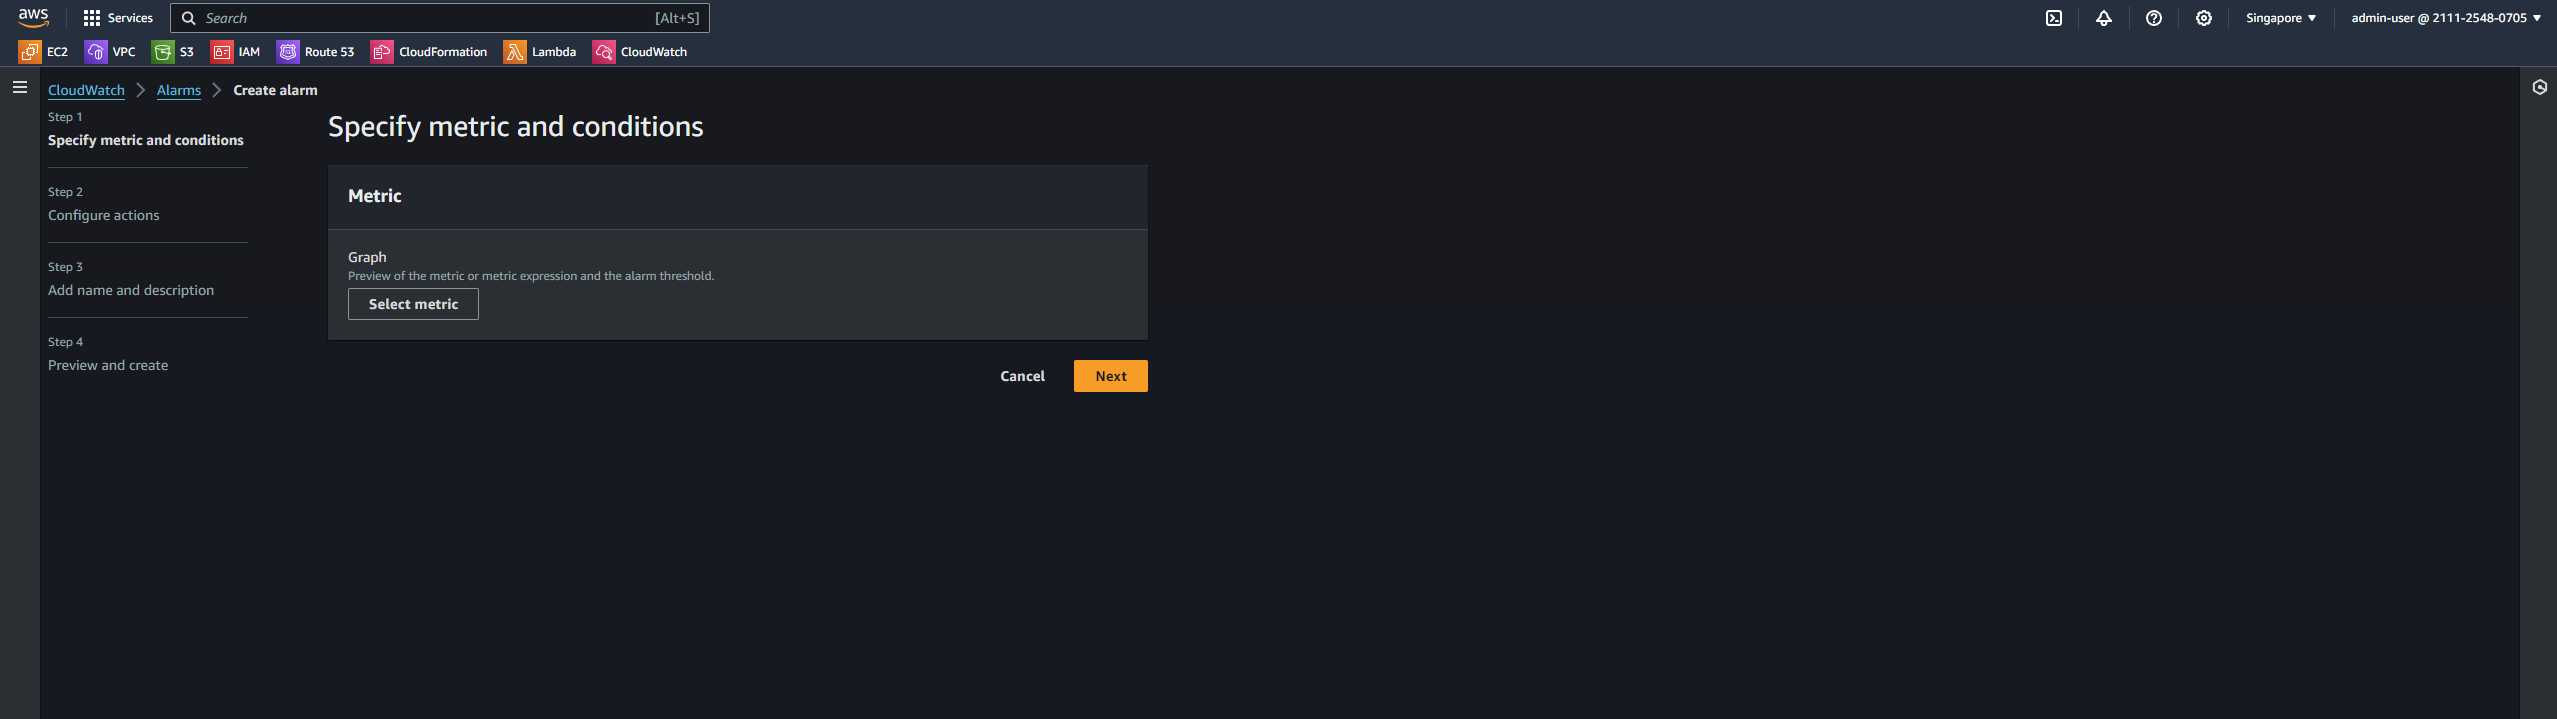 aws
Services
Search
[Alt+S]
Singapore
admin-user @ 2111-2548-0705
EC2
VPC
S3
IAM
Route 53
CloudFormation
Lambda
CloudWatch
CloudWatch
Alarms
Create alarm
Step 1
Specify metric and conditions
Step 2
Configure actions
Step 3
Add name and description
Step 4
Preview and create
Specify metric and conditions
Metric
Graph
Preview of the metric or metric expression and the alarm threshold.
Select metric
Cancel
Next